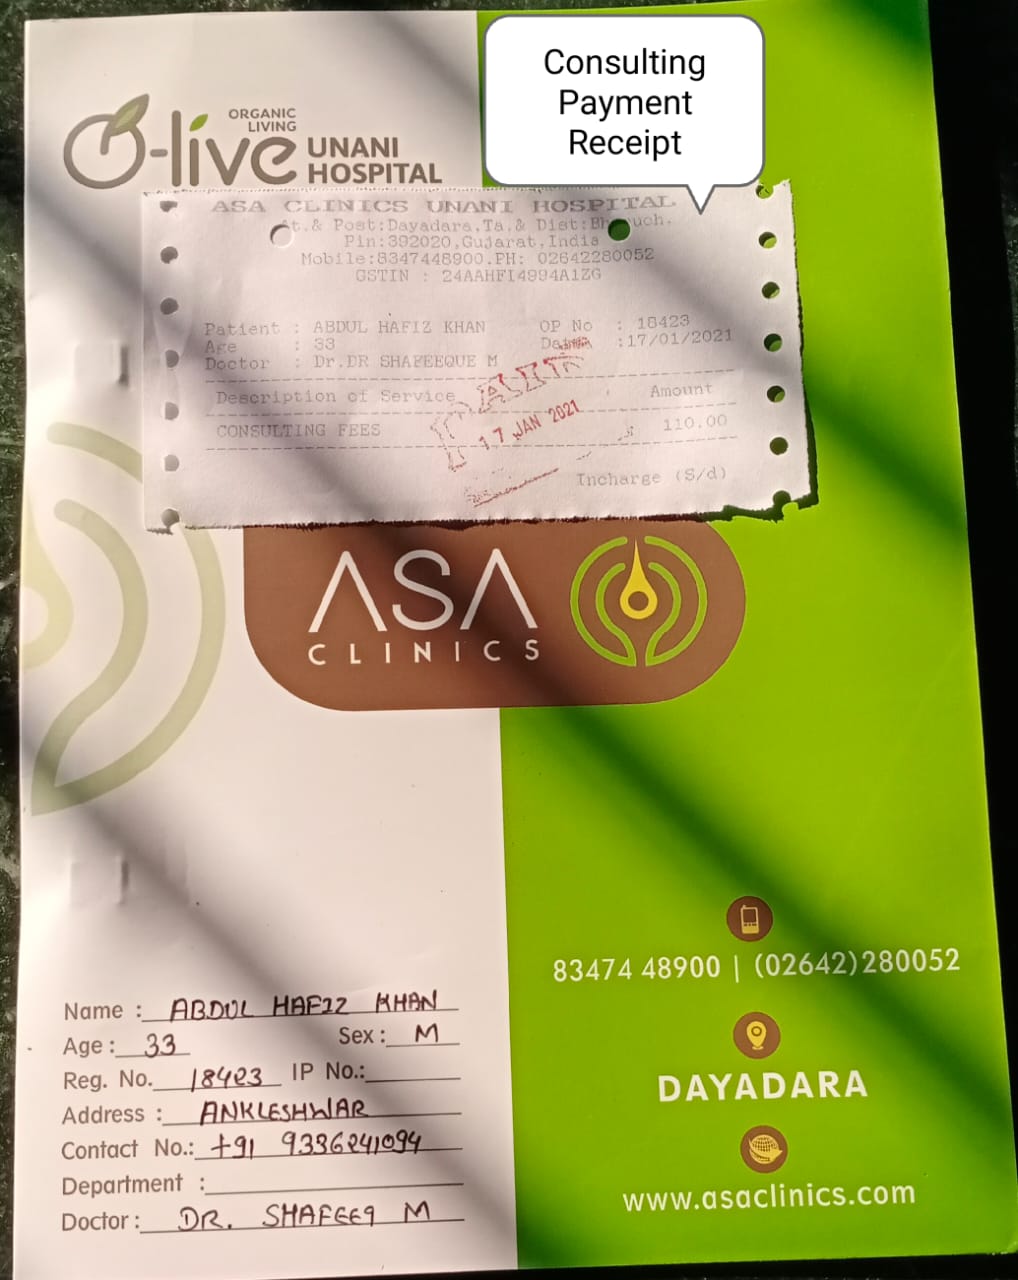 Consulting
Payment
Receipt
O-live
ORGANIC
LIVING
UNANI
HOSPITAL
ASA CLINICS UNANI HOSPITAL
At.& Post:Dayadara,Ta.& Dist:Bh uch.
Pin:392020,Gujarat,India
Mobile:8347448900.PH: 02642280052
GSTIN : 24AAHFI4994A1ZG
Patient : ABDUL HAFIZ KHAN OP No : 18423
Age : 33 :17/01/2021
Doctor : Dr.DR SHAFEEQUE M
Description of Service Amount
CONSULTING FEES 110.00
PAID
17 JAN 2021
Incharge (S/d)
ASA
CLINICS
83474 48900 | (02642)280052
DAYADARA
www.asaclinics.com
Name : ABDUL HAFIZ KHAN
Age : 33 Sex : M
Reg. No. 18423 IP No.:
Address : ANKLESHWAR
Contact No.: +91 9336241094
Department :
Doctor : DR. SHAFEEQ M